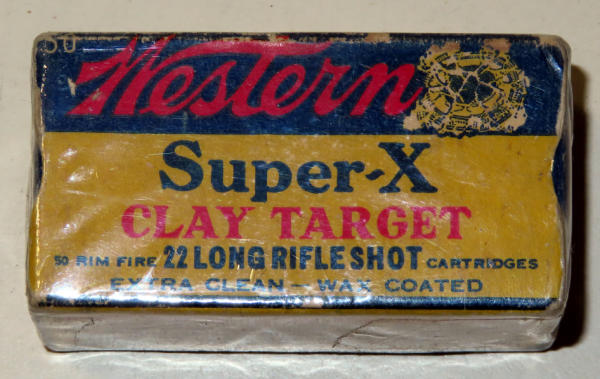 50
Western
Super-X
CLAY TARGET
50 RIM FIRE 22 LONG RIFLE SHOT CARTRIDGES
EXTRA CLEAN - WAX COATED